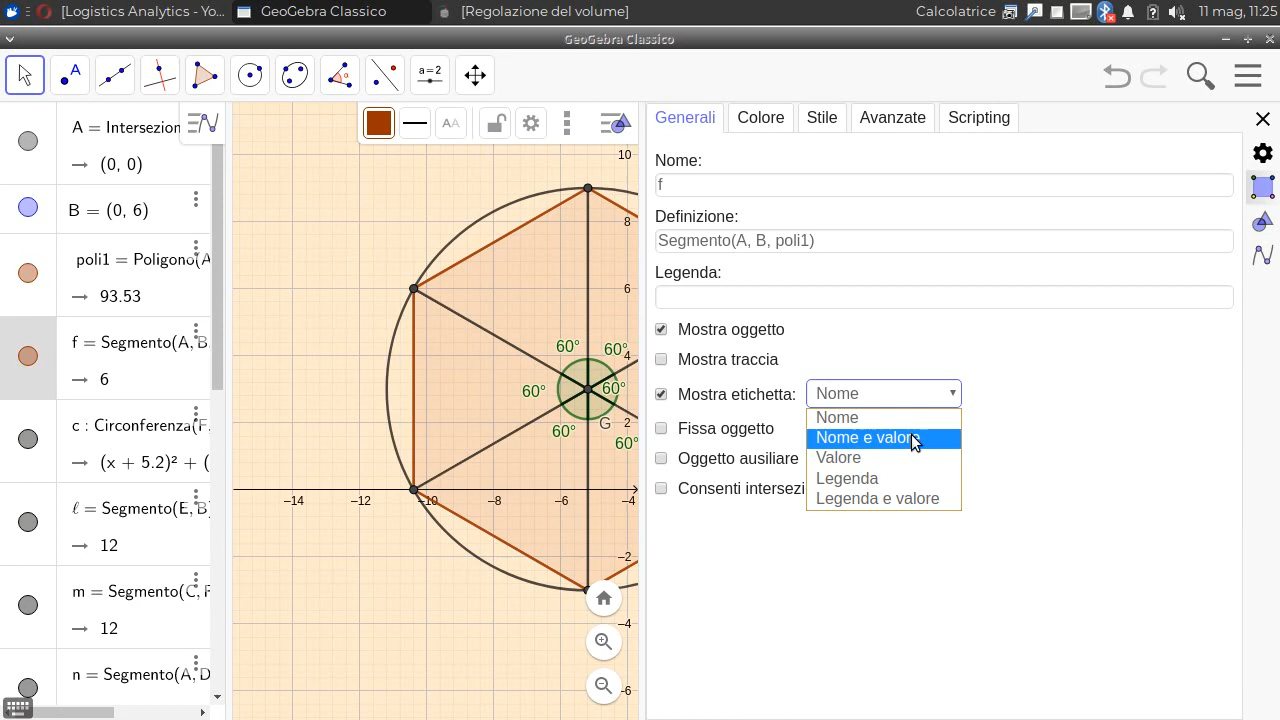 [Logistics Analytics - Yo...
GeoGebra Classico
[Regolazione del volume]
Calcolatrice
11 mag, 11:25
GeoGebra Classico
A
a=2
A = Intersezion
→ (0, 0)
B = (0, 6)
poli1 = Poligono(A
→ 93.53
f = Segmento(A, B
→ 6
c : Circonferenza(F,
→ (x + 5.2)² + (
ℓ = Segmento(E, B)
→ 12
m = Segmento(C, F
→ 12
n = Segmento(A, D
AA
10
8
6
4
2
−2
−4
−6
−14
−12
−10
−8
−6
−4
60°
60°
60°
60°
60°
60°
G
Generali
Colore
Stile
Avanzate
Scripting
Nome:
f
Definizione:
Segmento(A, B, poli1)
Legenda:
Mostra oggetto
Mostra traccia
Mostra etichetta:
Nome
Fissa oggetto
Oggetto ausiliare
Consenti intersezi
Nome
Nome e valore
Valore
Legenda
Legenda e valore